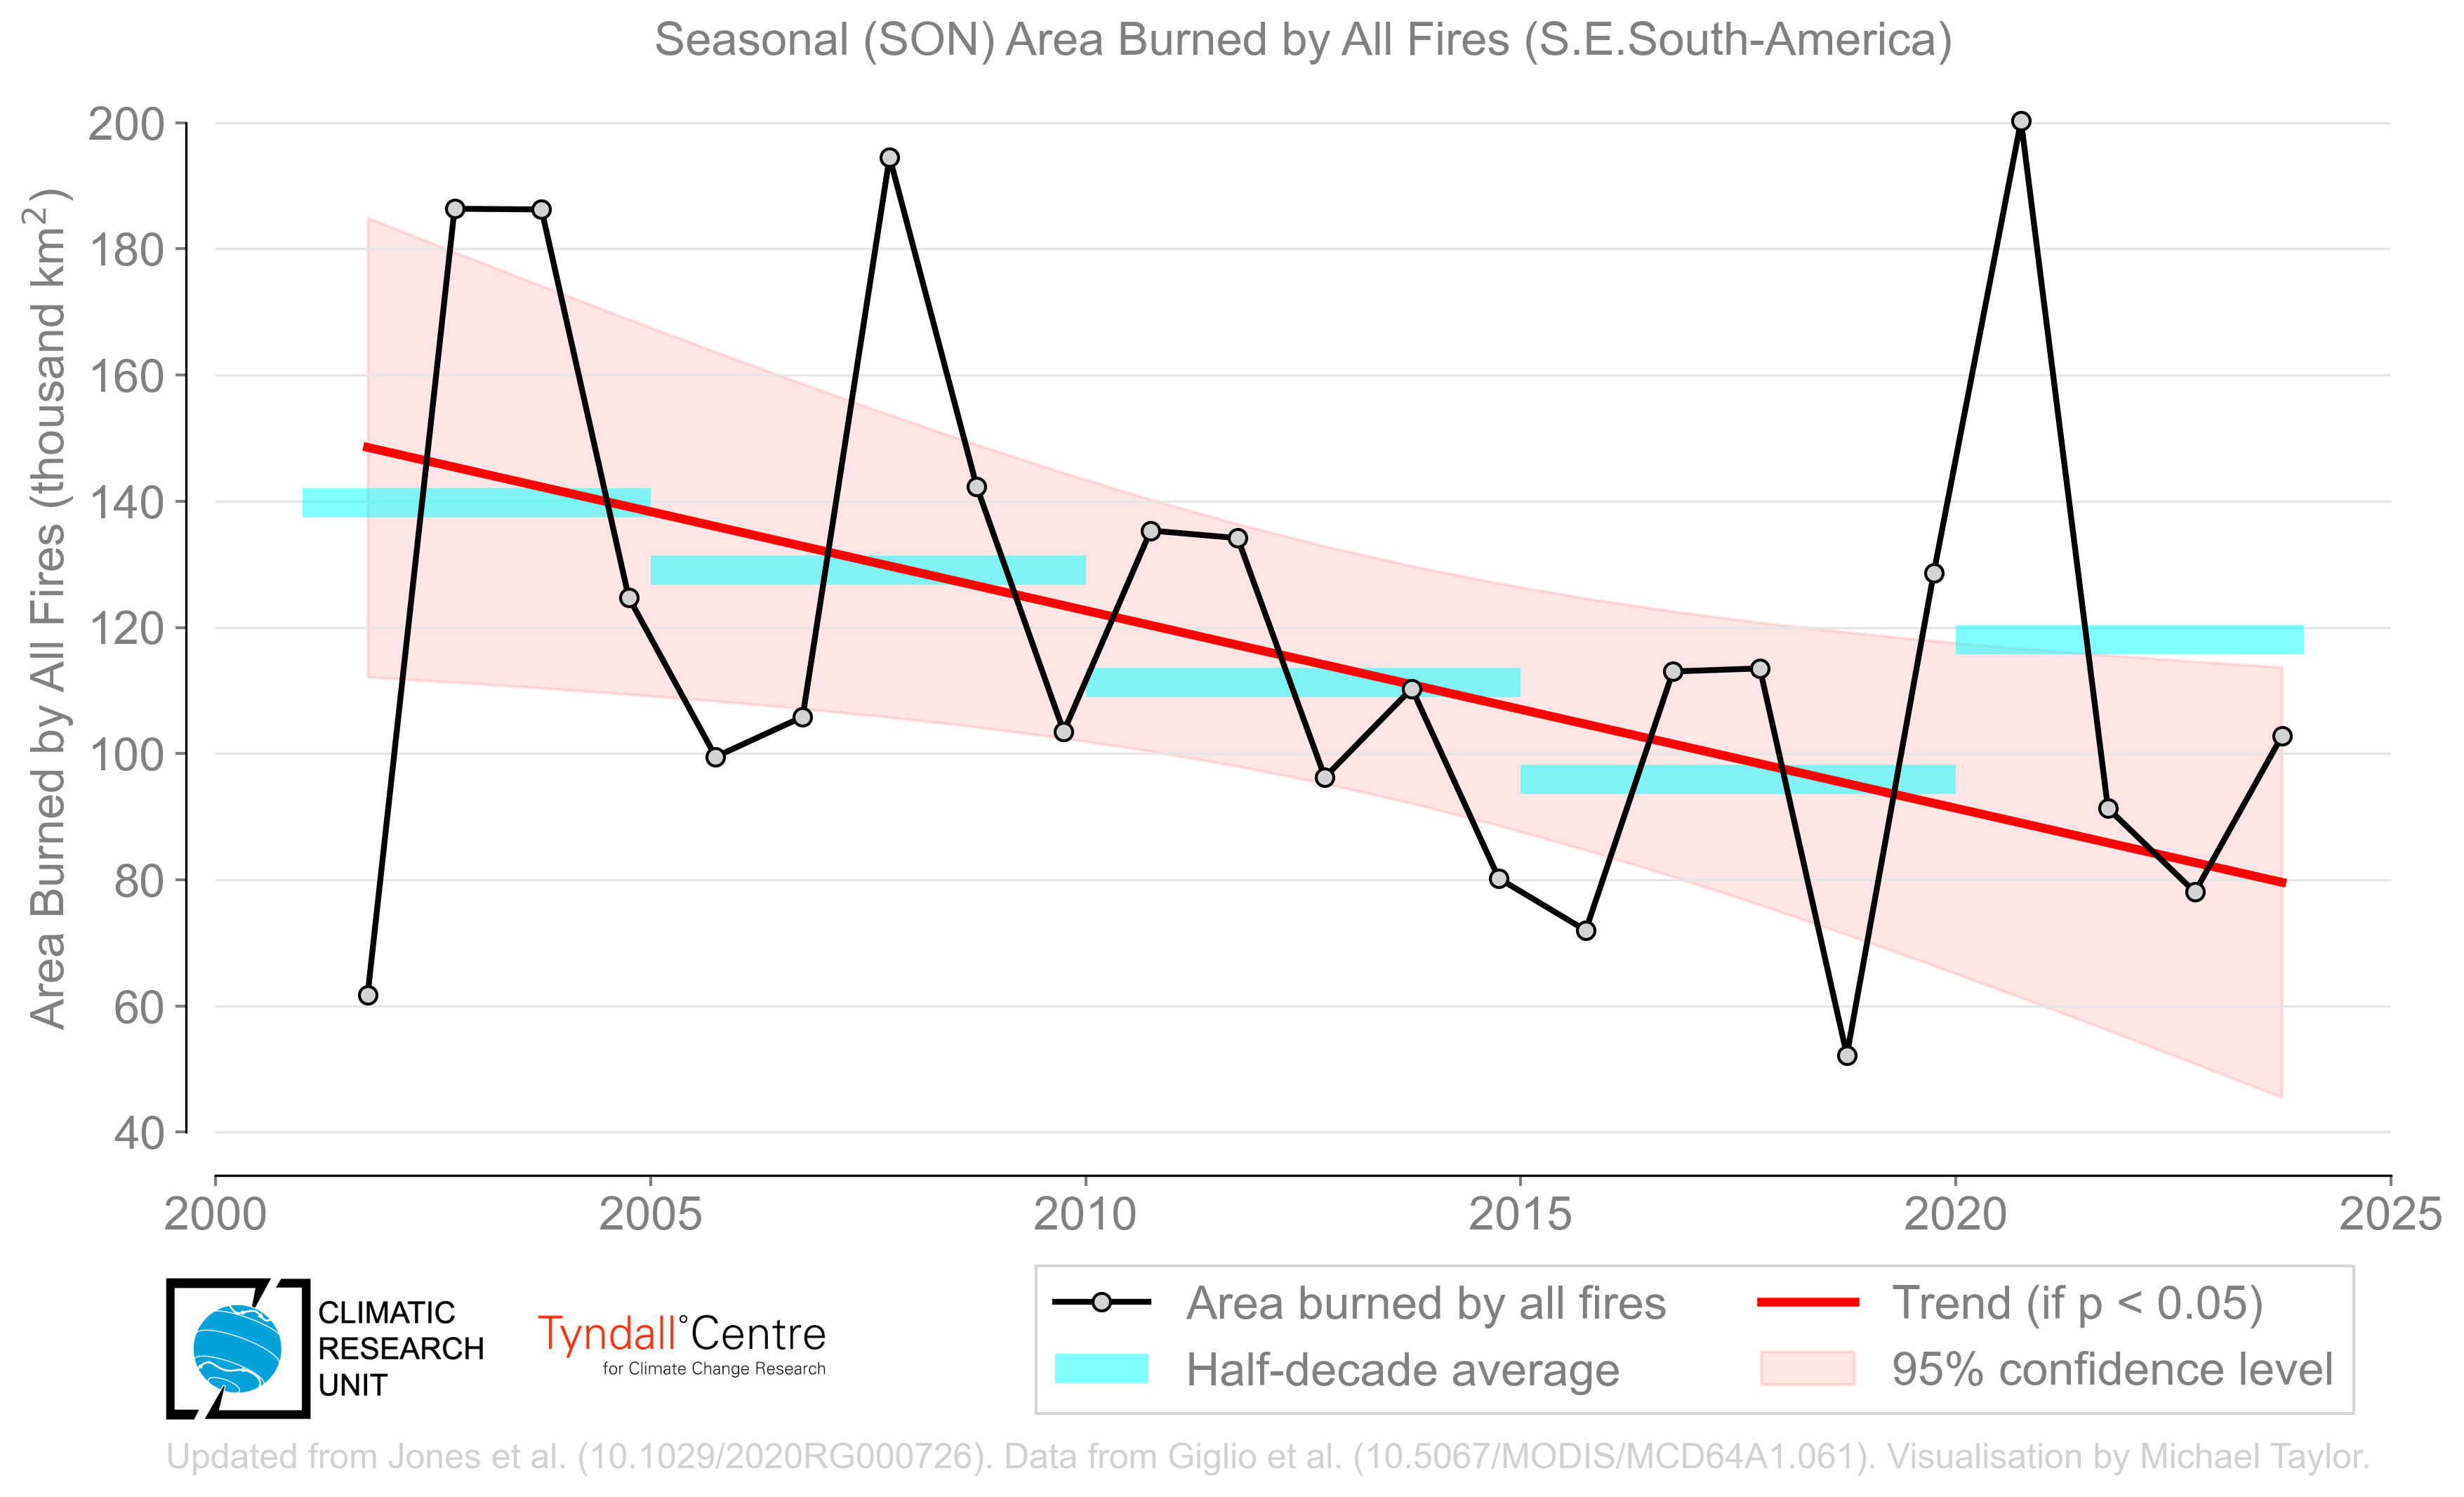 Seasonal (SON) Area Burned by All Fires (S.E.South-America)
Area Burned by All Fires (thousand km²)
200
180
160
140
120
100
80
60
40
2000 2005 2010 2015 2020 2025
CLIMATIC
RESEARCH
UNIT
Tyndall°Centre
for Climate Change Research
Area burned by all fires
Half-decade average
Trend (if p < 0.05)
95% confidence level
Updated from Jones et al. (10.1029/2020RG000726). Data from Giglio et al. (10.5067/MODIS/MCD64A1.061). Visualisation by Michael Taylor.